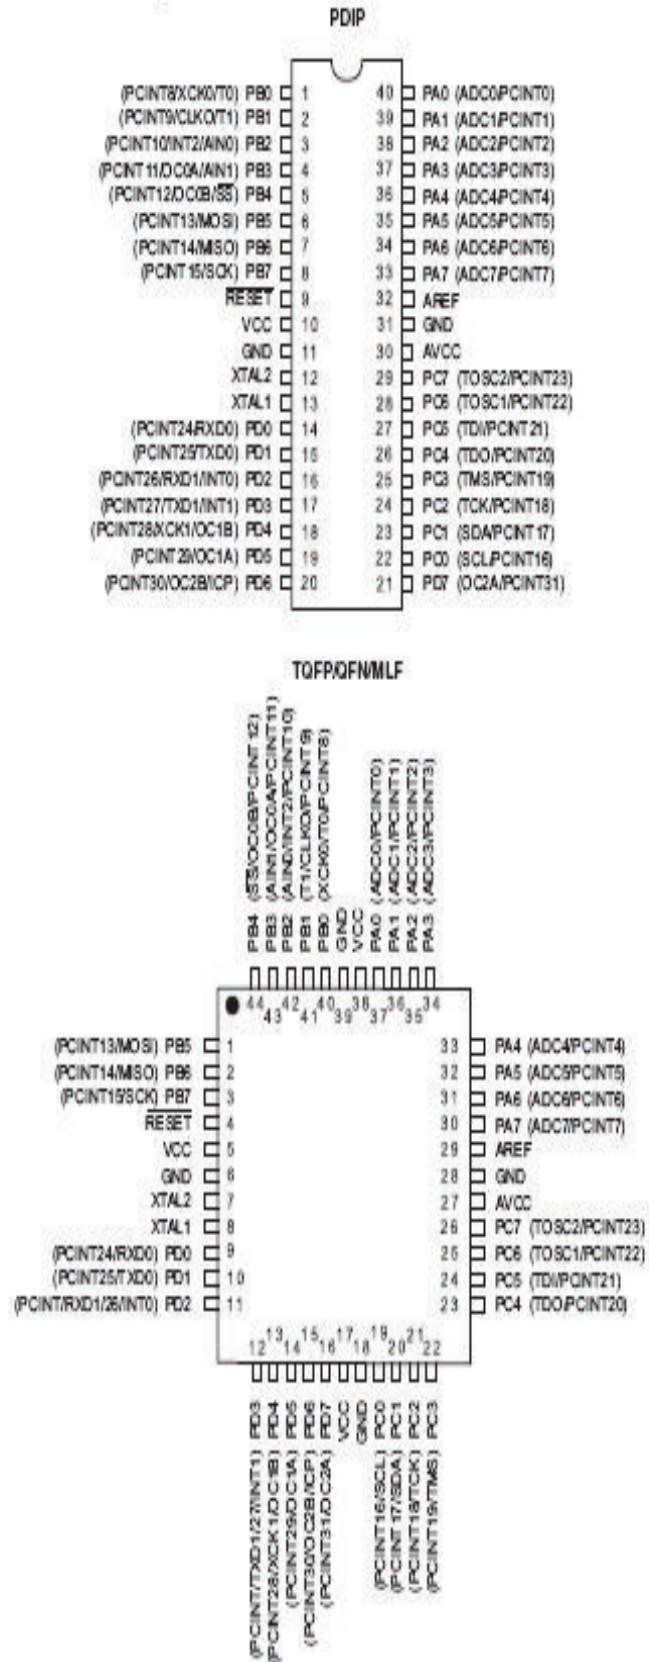 PDIP
(PCINT8/XCK0/T0) PB0 1 40 PA0 (ADC0/PCINT0)
(PCINT9/CLKO/T1) PB1 2 39 PA1 (ADC1/PCINT1)
(PCINT10/INT2/AIN0) PB2 3 38 PA2 (ADC2/PCINT2)
(PCINT11/OC0A/AIN1) PB3 4 37 PA3 (ADC3/PCINT3)
(PCINT12/OC0B/SS) PB4 5 36 PA4 (ADC4/PCINT4)
(PCINT13/MOSI) PB5 6 35 PA5 (ADC5/PCINT5)
(PCINT14/MISO) PB6 7 34 PA6 (ADC6/PCINT6)
(PCINT15/SCK) PB7 8 33 PA7 (ADC7/PCINT7)
RESET 9 32 AREF
VCC 10 31 GND
GND 11 30 AVCC
XTAL2 12 29 PC7 (TOSC2/PCINT23)
XTAL1 13 28 PC6 (TOSC1/PCINT22)
(PCINT24/RXD0) PD0 14 27 PC5 (TDI/PCINT21)
(PCINT25/TXD0) PD1 15 26 PC4 (TDO/PCINT20)
(PCINT26/RXD1/INT0) PD2 16 25 PC3 (TMS/PCINT19)
(PCINT27/TXD1/INT1) PD3 17 24 PC2 (TCK/PCINT18)
(PCINT28/XCK1/OC1B) PD4 18 23 PC1 (SDA/PCINT17)
(PCINT29/OC1A) PD5 19 22 PC0 (SCL/PCINT16)
(PCINT30/OC2B/ICP) PD6 20 21 PD7 (OC2A/PCINT31)
TQFP/QFN/MLF
PB4 (SS/OC0B/PCINT12)
PB3 (AIN1/OC0A/PCINT11)
PB2 (AIN0/INT2/PCINT10)
PB1 (T1/CLKO/PCINT9)
PB0 (XCK0/T0/PCINT8)
GND
VCC
PA0 (ADC0/PCINT0)
PA1 (ADC1/PCINT1)
PA2 (ADC2/PCINT2)
PA3 (ADC3/PCINT3)
44 43 42 41 40 39 38 37 36 35 34
(PCINT13/MOSI) PB5 1 33 PA4 (ADC4/PCINT4)
(PCINT14/MISO) PB6 2 32 PA5 (ADC5/PCINT5)
(PCINT15/SCK) PB7 3 31 PA6 (ADC6/PCINT6)
RESET 4 30 PA7 (ADC7/PCINT7)
VCC 5 29 AREF
GND 6 28 GND
XTAL2 7 27 AVCC
XTAL1 8 26 PC7 (TOSC2/PCINT23)
(PCINT24/RXD0) PD0 9 25 PC6 (TOSC1/PCINT22)
(PCINT25/TXD0) PD1 10 24 PC5 (TDI/PCINT21)
(PCINT/RXD1/26/INT0) PD2 11 23 PC4 (TDO/PCINT20)
12 13 14 15 16 17 18 19 20 21 22
(PCINT/TXD1/27/INT1) PD3
(PCINT28/XCK1/OC1B) PD4
(PCINT29/OC1A) PD5
(PCINT30/OC2B/ICP) PD6
(PCINT31/OC2A) PD7
VCC
GND
(PCINT16/SCL) PC0
(PCINT17/SDA) PC1
(PCINT18/TCK) PC2
(PCINT19/TMS) PC3